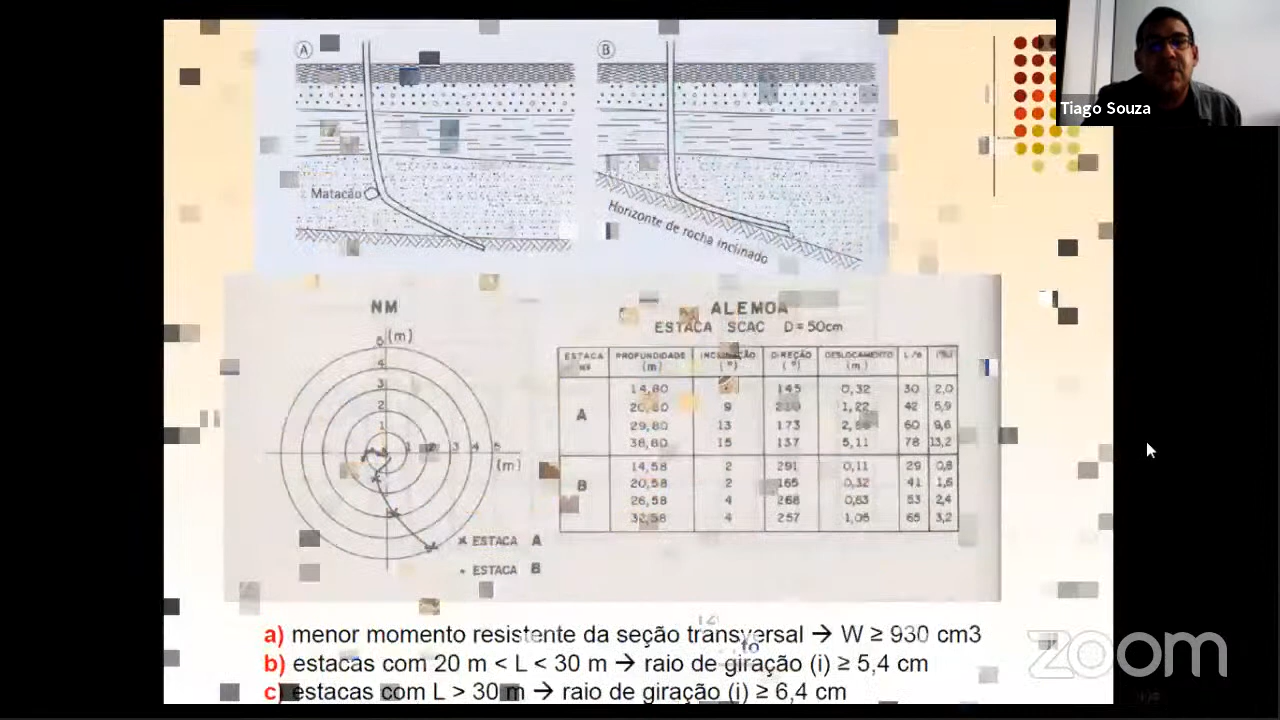 A
B
Tiago Souza
Matacão
Horizonte de rocha inclinado
NM
(m)
5
4
3
2
1
1 2 3 4 5
(m)
* ESTACA A
• ESTACA B
ALEMOA
ESTACA SCAC D=50cm
ESTACA Nº PROFUNDIDADE (m) INCLINAÇÃO (°) DIREÇÃO (°) DESLOCAMENTO (m)
A
14,80 145 0,32 30 2,0
20,80 9 1,22 42 5,9
29,80 13 173 60 9,6
38,80 15 137 5,11 78 13,2
B
14,58 2 291 0,11 29 0,8
20,58 2 165 0,32 41 1,6
26,58 4 268 0,63 53 2,4
32,58 4 257 1,06 65 3,2
a) menor momento resistente da seção transversal → W ≥ 930 cm3
b) estacas com 20 m < L < 30 m → raio de giração (i) ≥ 5,4 cm
c) estacas com L > 30 m → raio de giração (i) ≥ 6,4 cm
zoom